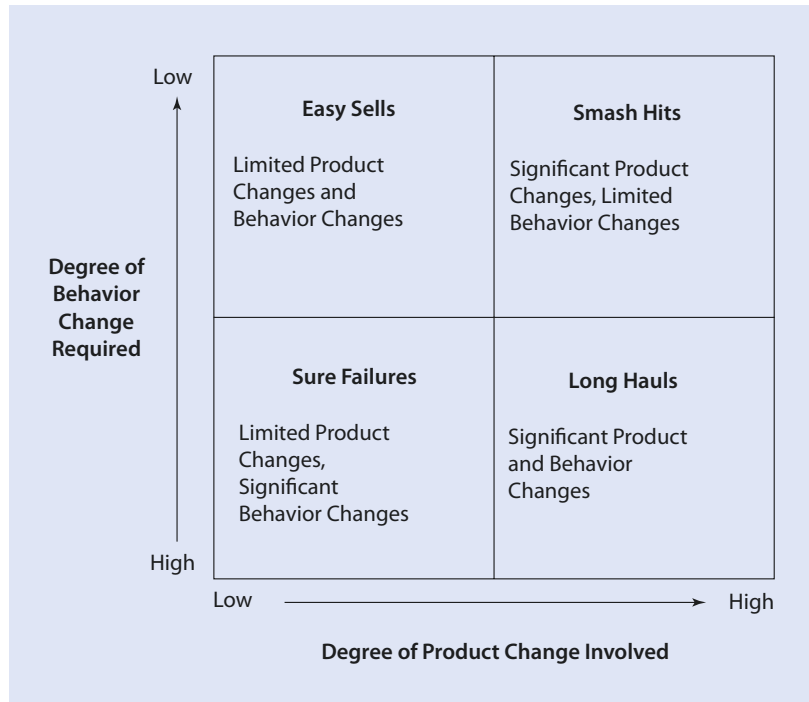 Low
Easy Sells
Limited Product
Changes and
Behavior Changes
Smash Hits
Significant Product
Changes, Limited
Behavior Changes
Degree of
Behavior
Change
Required
Sure Failures
Limited Product
Changes,
Significant
Behavior Changes
Long Hauls
Significant Product
and Behavior
Changes
High
Low
High
Degree of Product Change Involved